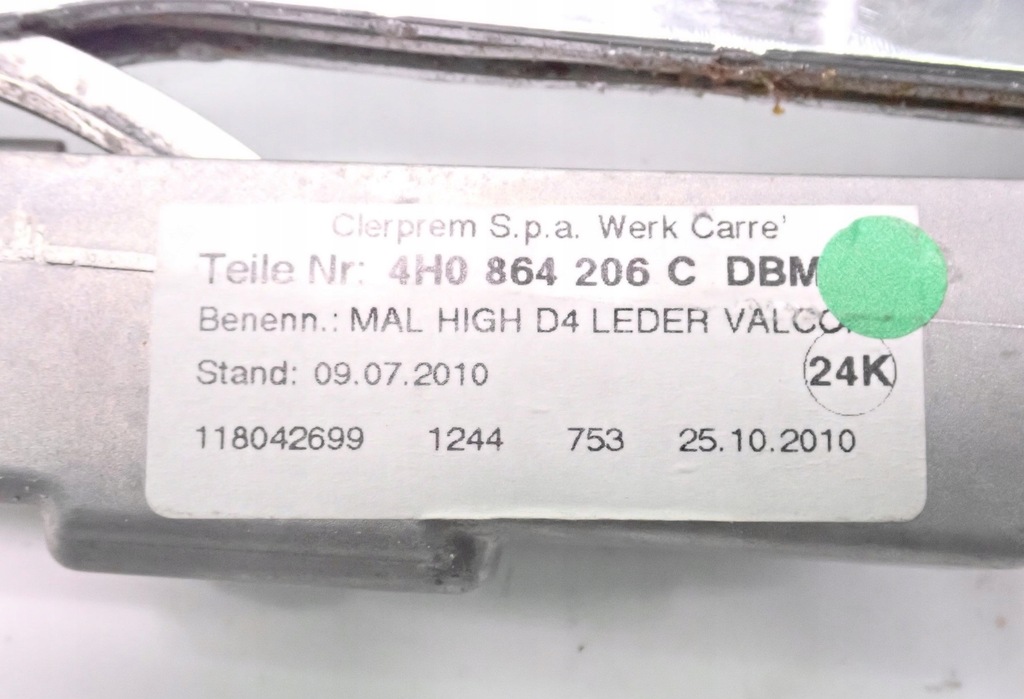 Clerprem S.p.a. Werk Carre'
Teile Nr: 4H0 864 206 C DBM
Benenn.: MAL HIGH D4 LEDER
Stand: 09.07.2010
24K
118042699 1244 753 25.10.2010